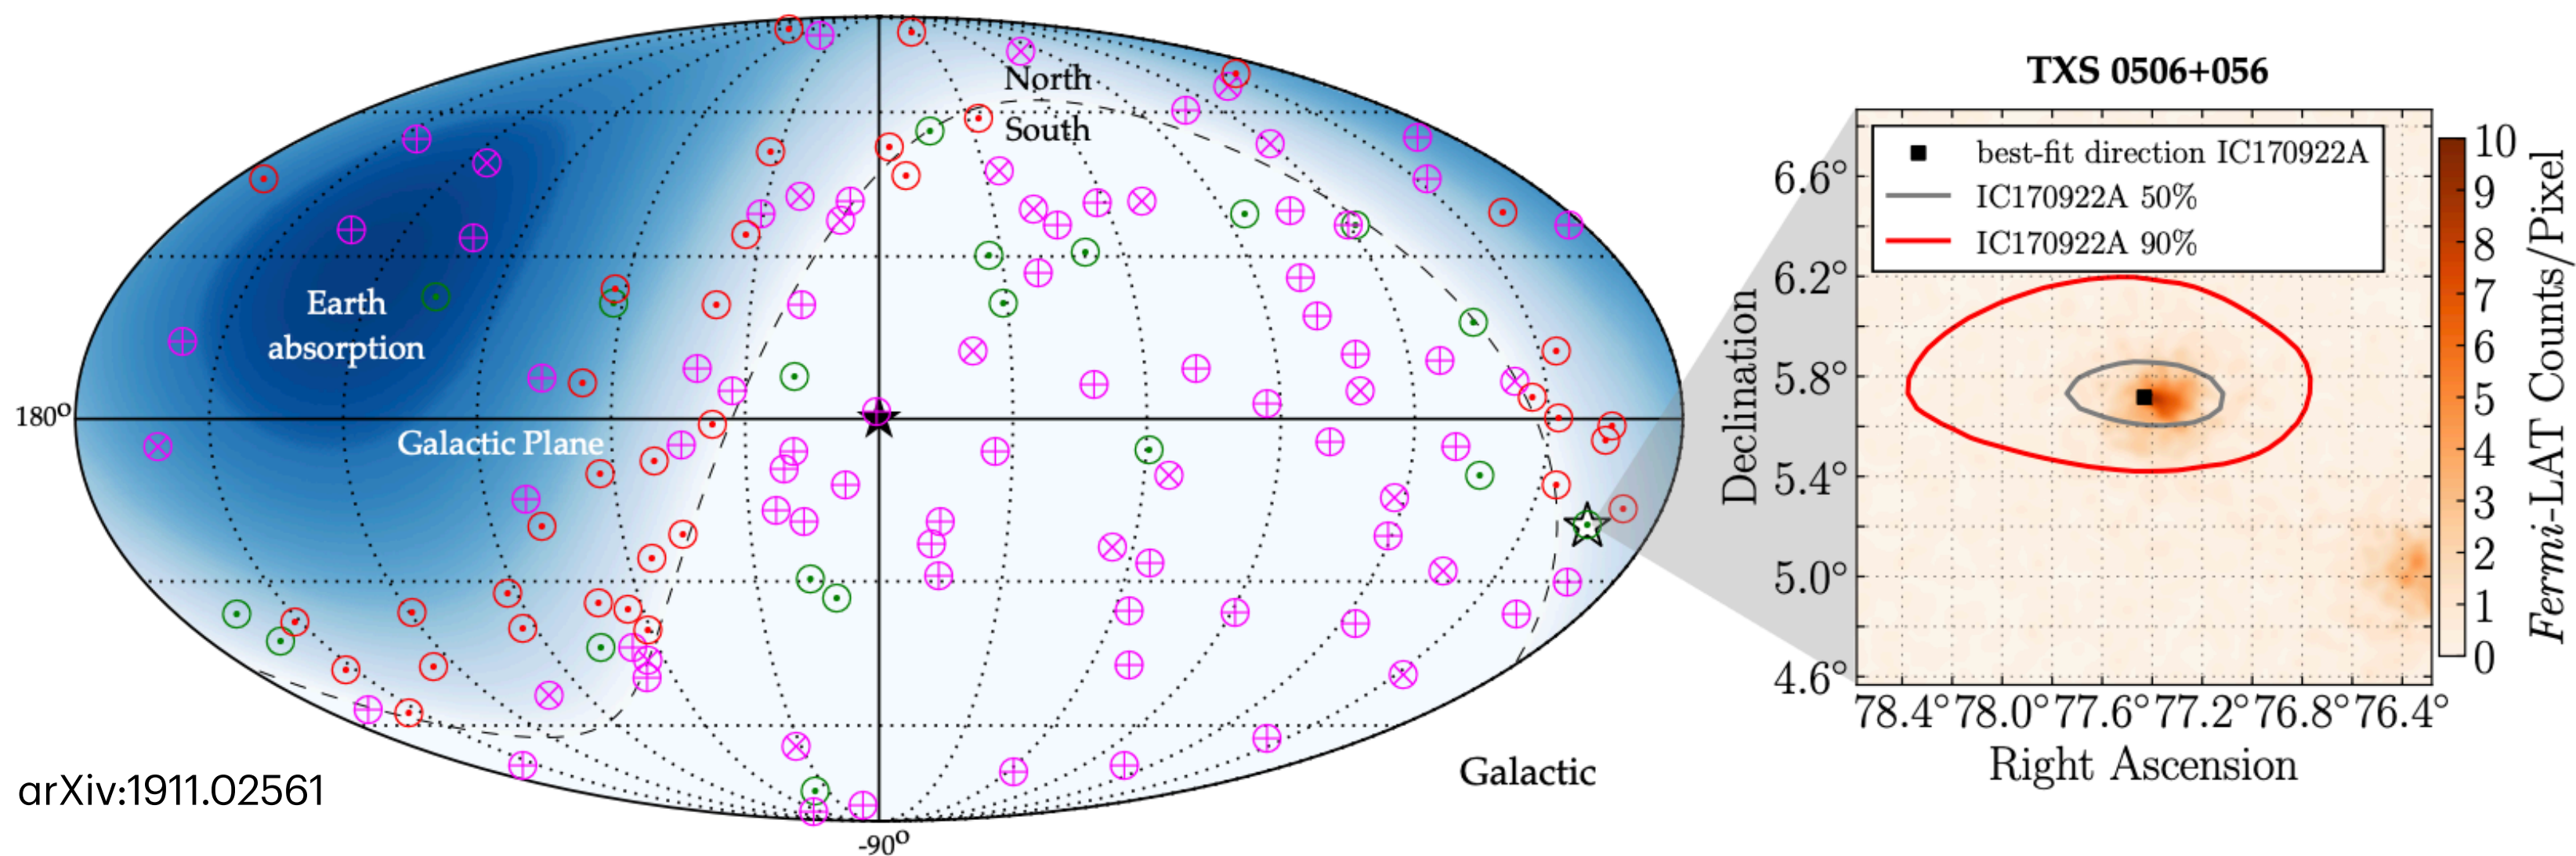 North
South
Earth
absorption
180°
Galactic Plane
Galactic
-90°
arXiv:1911.02561
TXS 0506+056
best-fit direction IC170922A
IC170922A 50%
IC170922A 90%
Declination
6.6°
6.2°
5.8°
5.4°
5.0°
4.6°
78.4° 78.0° 77.6° 77.2° 76.8° 76.4°
Right Ascension
10
9
8
7
6
5
4
3
2
1
0
Fermi-LAT Counts/Pixel